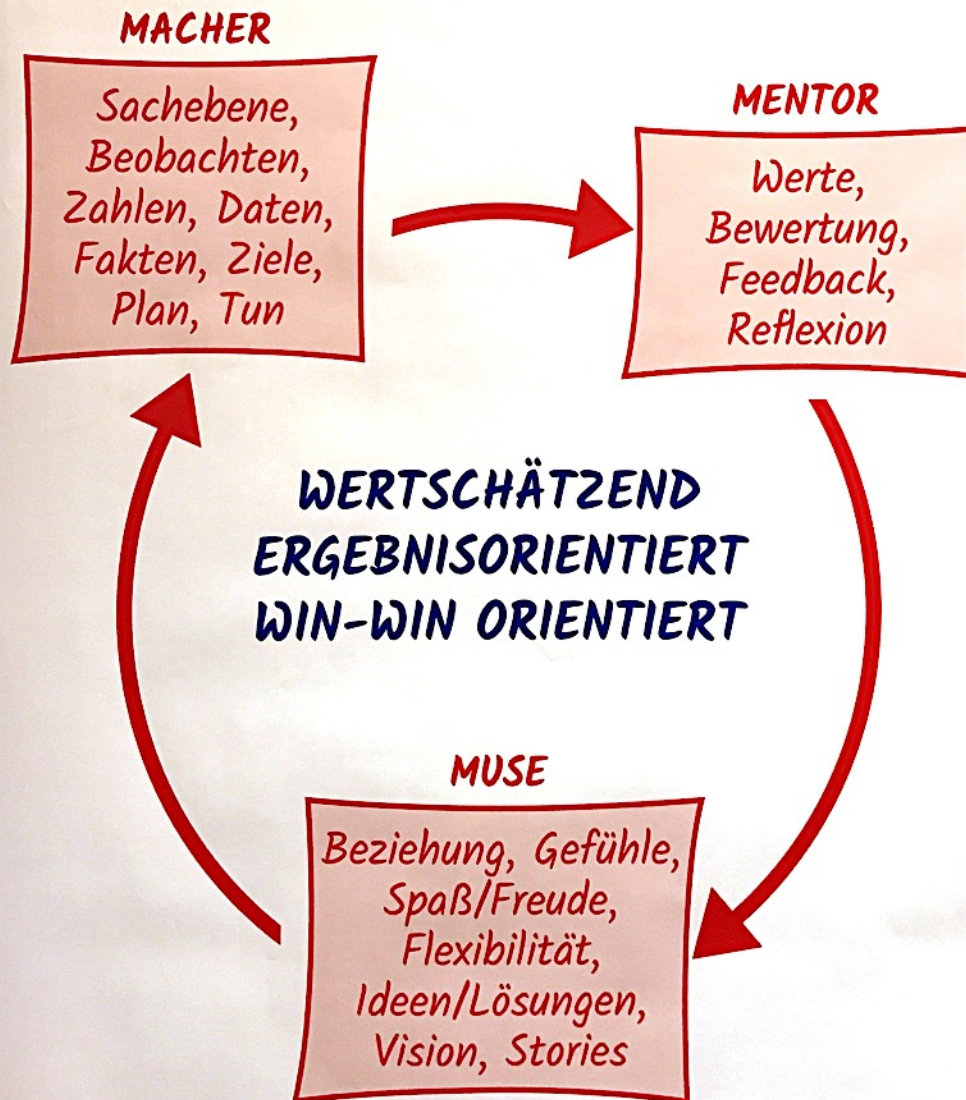 MACHER
Sachebene,
Beobachten,
Zahlen, Daten,
Fakten, Ziele,
Plan, Tun
MENTOR
Werte,
Bewertung,
Feedback,
Reflexion
WERTSCHÄTZEND
ERGEBNISORIENTIERT
WIN-WIN ORIENTIERT
MUSE
Beziehung, Gefühle,
Spaß/Freude,
Flexibilität,
Ideen/Lösungen,
Vision, Stories